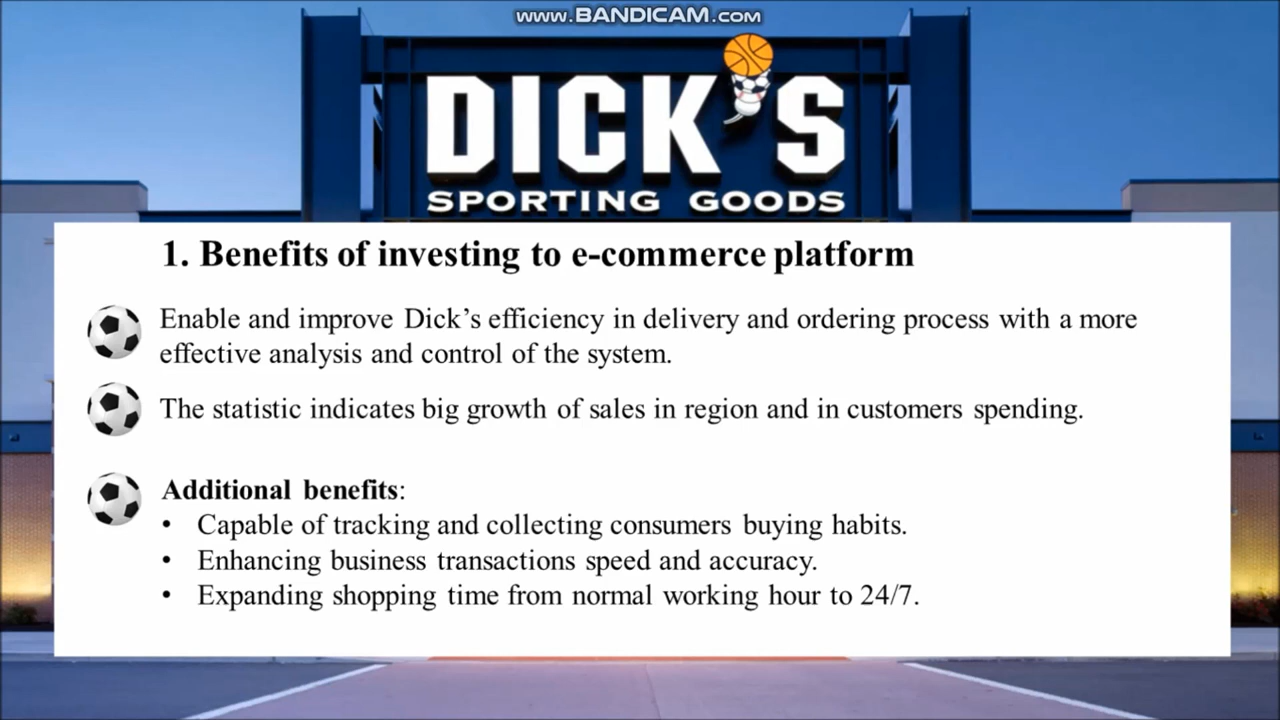 www.BANDICAM.com
DICK'S
SPORTING GOODS
1. Benefits of investing to e-commerce platform
Enable and improve Dick’s efficiency in delivery and ordering process with a more
effective analysis and control of the system.
The statistic indicates big growth of sales in region and in customers spending.
Additional benefits:
• Capable of tracking and collecting consumers buying habits.
• Enhancing business transactions speed and accuracy.
• Expanding shopping time from normal working hour to 24/7.